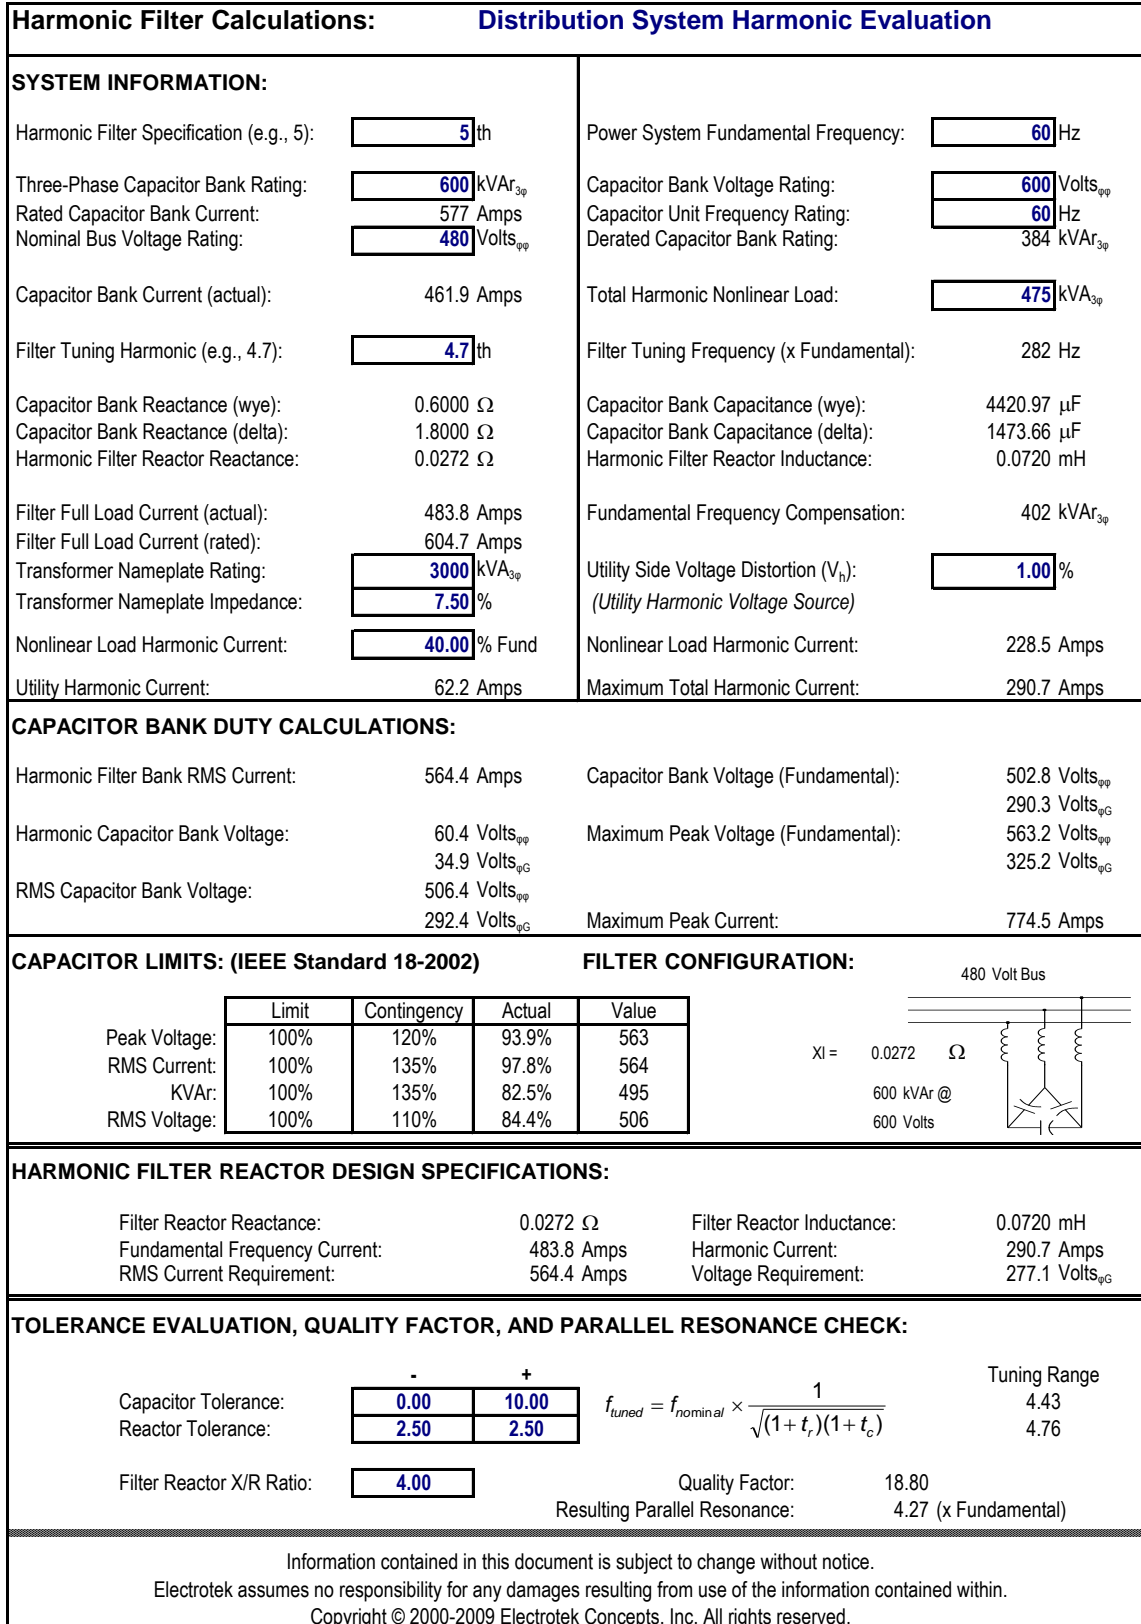 Harmonic Filter Calculations: Distribution System Harmonic Evaluation
SYSTEM INFORMATION:
Harmonic Filter Specification (e.g., 5): 5 th Power System Fundamental Frequency: 60 Hz
Three-Phase Capacitor Bank Rating: 600 kVAr3φ Capacitor Bank Voltage Rating: 600 Voltsφφ
Rated Capacitor Bank Current: 577 Amps Capacitor Unit Frequency Rating: 60 Hz
Nominal Bus Voltage Rating: 480 Voltsφφ Derated Capacitor Bank Rating: 384 kVAr3φ
Capacitor Bank Current (actual): 461.9 Amps Total Harmonic Nonlinear Load: 475 kVA3φ
Filter Tuning Harmonic (e.g., 4.7): 4.7 th Filter Tuning Frequency (x Fundamental): 282 Hz
Capacitor Bank Reactance (wye): 0.6000 Ω Capacitor Bank Capacitance (wye): 4420.97 μF
Capacitor Bank Reactance (delta): 1.8000 Ω Capacitor Bank Capacitance (delta): 1473.66 μF
Harmonic Filter Reactor Reactance: 0.0272 Ω Harmonic Filter Reactor Inductance: 0.0720 mH
Filter Full Load Current (actual): 483.8 Amps Fundamental Frequency Compensation: 402 kVAr3φ
Filter Full Load Current (rated): 604.7 Amps
Transformer Nameplate Rating: 3000 kVA3φ Utility Side Voltage Distortion (Vh): 1.00 %
Transformer Nameplate Impedance: 7.50 % (Utility Harmonic Voltage Source)
Nonlinear Load Harmonic Current: 40.00 % Fund Nonlinear Load Harmonic Current: 228.5 Amps
Utility Harmonic Current: 62.2 Amps Maximum Total Harmonic Current: 290.7 Amps
CAPACITOR BANK DUTY CALCULATIONS:
Harmonic Filter Bank RMS Current: 564.4 Amps Capacitor Bank Voltage (Fundamental): 502.8 Voltsφφ
290.3 VoltsφG
Harmonic Capacitor Bank Voltage: 60.4 Voltsφφ Maximum Peak Voltage (Fundamental): 563.2 Voltsφφ
34.9 VoltsφG 325.2 VoltsφG
RMS Capacitor Bank Voltage: 506.4 Voltsφφ
292.4 VoltsφG Maximum Peak Current: 774.5 Amps
CAPACITOR LIMITS: (IEEE Standard 18-2002) FILTER CONFIGURATION:
480 Volt Bus
Limit Contingency Actual Value
Peak Voltage: 100% 120% 93.9% 563
RMS Current: 100% 135% 97.8% 564
KVAr: 100% 135% 82.5% 495
RMS Voltage: 100% 110% 84.4% 506
Xl = 0.0272 Ω
600 kVAr @
600 Volts
HARMONIC FILTER REACTOR DESIGN SPECIFICATIONS:
Filter Reactor Reactance: 0.0272 Ω Filter Reactor Inductance: 0.0720 mH
Fundamental Frequency Current: 483.8 Amps Harmonic Current: 290.7 Amps
RMS Current Requirement: 564.4 Amps Voltage Requirement: 277.1 VoltsφG
TOLERANCE EVALUATION, QUALITY FACTOR, AND PARALLEL RESONANCE CHECK:
- + Tuning Range
Capacitor Tolerance: 0.00 10.00 f tuned = f nominal × 1 / √(1+tr)(1+tc) 4.43
Reactor Tolerance: 2.50 2.50 4.76
Filter Reactor X/R Ratio: 4.00 Quality Factor: 18.80
Resulting Parallel Resonance: 4.27 (x Fundamental)
Information contained in this document is subject to change without notice.
Electrotek assumes no responsibility for any damages resulting from use of the information contained within.
Copyright © 2000-2009 Electrotek Concepts, Inc. All rights reserved.